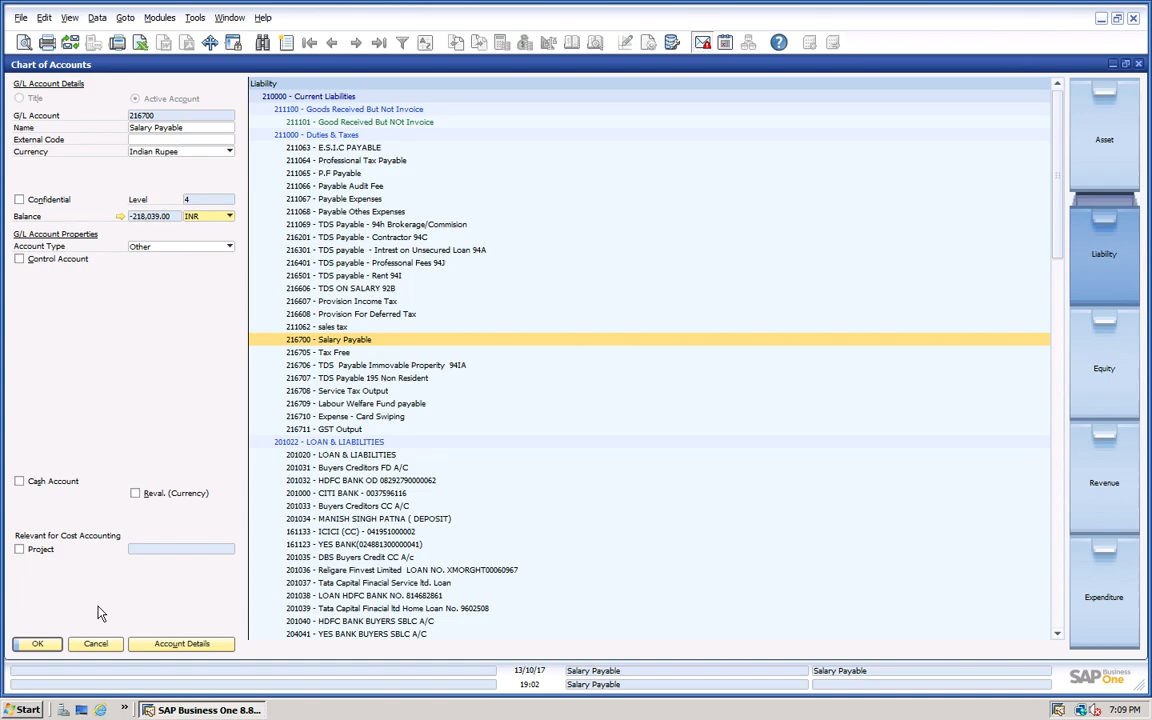 File Edit View Data Goto Modules Tools Window Help
Chart of Accounts
G/L Account Details
Title Active Account
G/L Account 216700
Name Salary Payable
External Code
Currency Indian Rupee
Confidential Level 4
Balance -218,039.00 INR
G/L Account Properties
Account Type Other
Control Account
Cash Account
Reval. (Currency)
Relevant for Cost Accounting
Project
OK Cancel Account Details
Liability
210000 - Current Liabilities
211100 - Goods Received But Not Invoice
211101 - Good Received But NOt Invoice
211000 - Duties & Taxes
211063 - E.S.I.C PAYABLE
211064 - Professional Tax Payable
211065 - P.F Payable
211066 - Payable Audit Fee
211067 - Payable Expenses
211068 - Payable Othes Expenses
211069 - TDS Payable - 94h Brokerage/Commision
216201 - TDS Payable - Contractor 94C
216301 - TDS payable - Intrest on Unsecured Loan 94A
216401 - TDS payable - Professonal Fees 94J
216501 - TDS payable - Rent 94I
216606 - TDS ON SALARY 92B
216607 - Provision Income Tax
216608 - Provision For Deferred Tax
211062 - sales tax
216700 - Salary Payable
216705 - Tax Free
216706 - TDS Payable Immovable Property 94IA
216707 - TDS Payable 195 Non Resident
216708 - Service Tax Output
216709 - Labour Welfare Fund payable
216710 - Expense - Card Swiping
216711 - GST Output
201022 - LOAN & LIABILITIES
201020 - LOAN & LIABILITIES
201031 - Buyers Creditors FD A/C
201032 - HDFC BANK OD 08292790000062
201000 - CITI BANK - 0037596116
201033 - Buyers Creditors CC A/C
201034 - MANISH SINGH PATNA ( DEPOSIT)
161133 - ICICI (CC) - 041951000002
161123 - YES BANK(024881300000041)
201035 - DBS Buyers Credit CC A/c
201036 - Religare Finvest Limited LOAN NO. XMORGHT00060967
201037 - Tata Capital Finacial Service ltd. Loan
201038 - LOAN HDFC BANK NO. 814682861
201039 - Tata Capital Finacial ltd Home Loan No. 9602508
201040 - HDFC BANK BUYERS SBLC A/C
204041 - YES BANK BUYERS SBLC A/C
Asset
Liability
Equity
Revenue
Expenditure
13/10/17 Salary Payable Salary Payable
19:02 Salary Payable
SAP Business One
Start SAP Business One 8.8... 7:09 PM